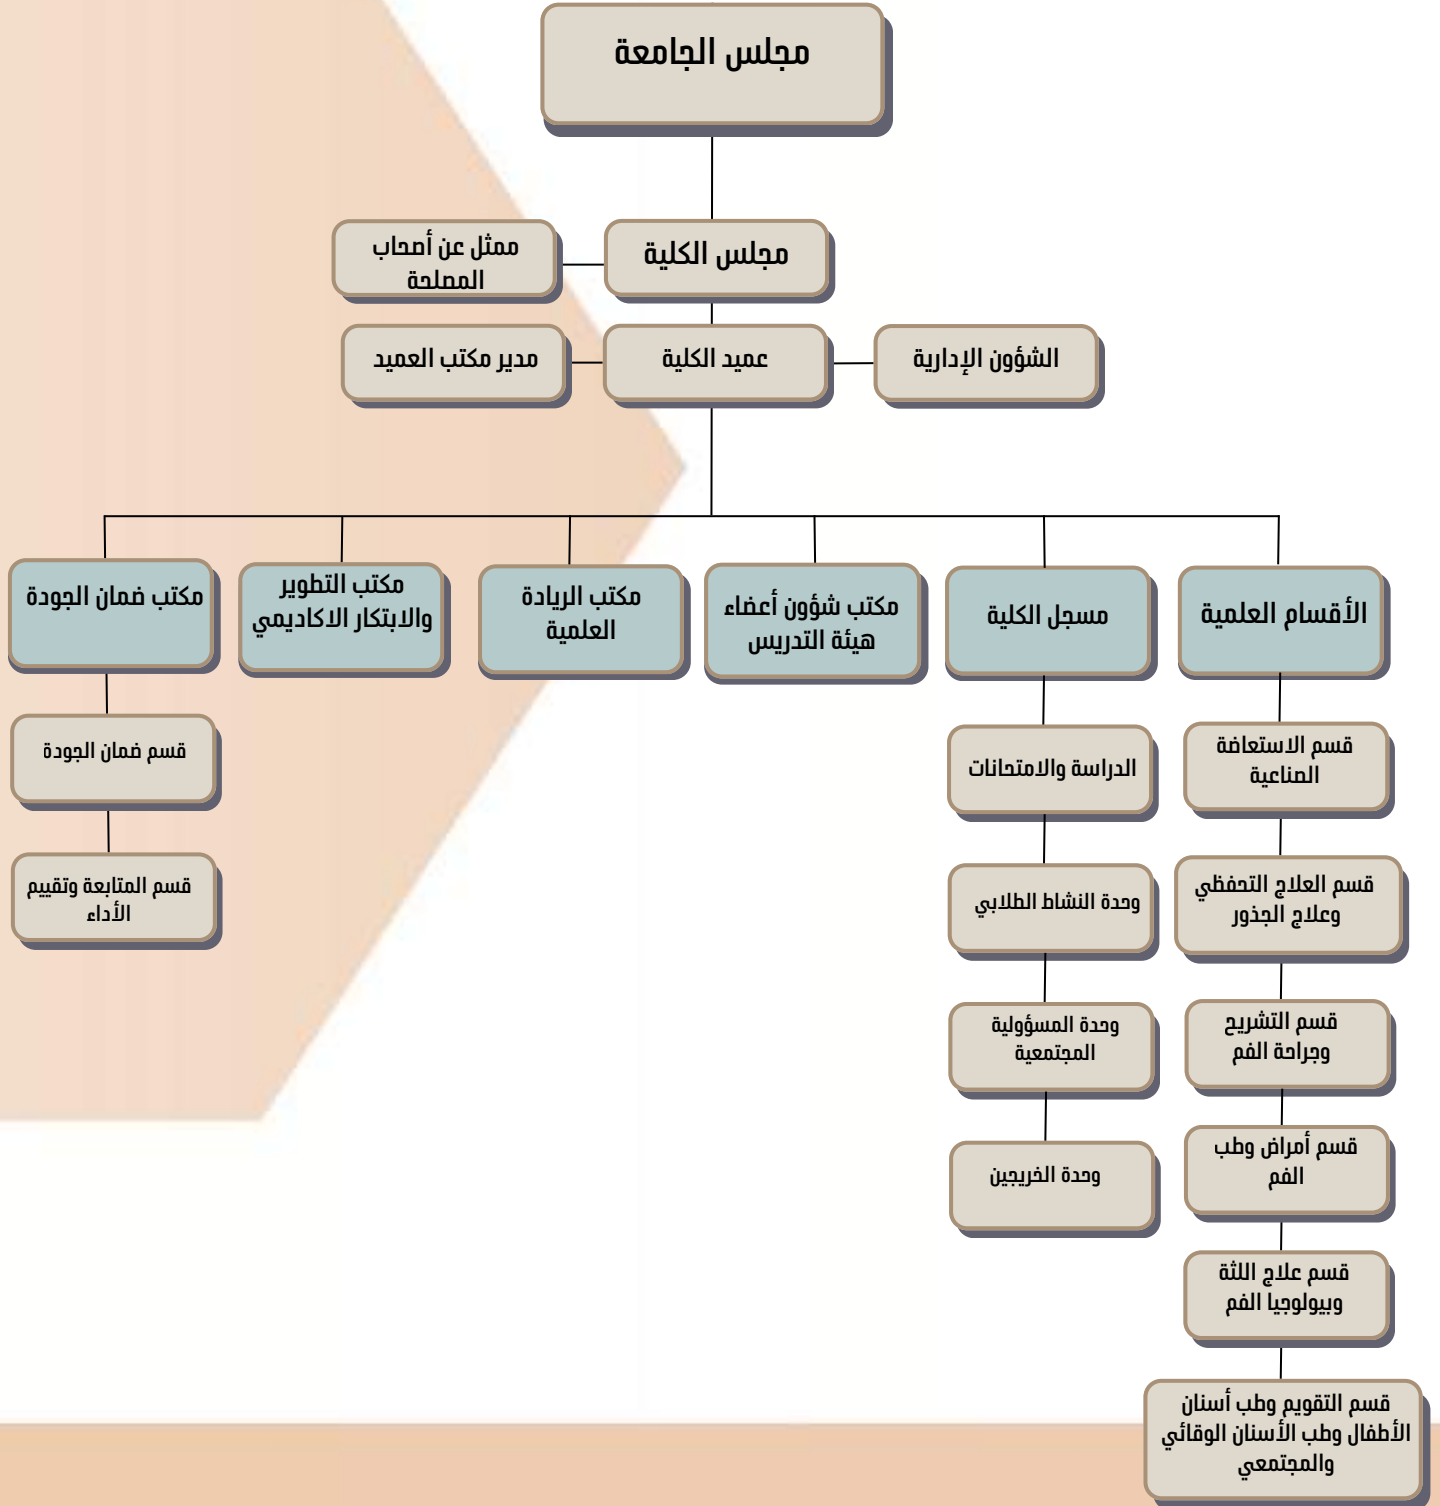 مجلس الجامعة
مجلس الكلية
ممثل عن أصحاب
المصلحة
الشؤون الإدارية
عميد الكلية
مدير مكتب العميد
الأقسام العلمية
مسجل الكلية
مكتب شؤون أعضاء
هيئة التدريس
مكتب الريادة
العلمية
مكتب التطوير
والابتكار الاكاديمي
مكتب ضمان الجودة
قسم الاستعاضة
الصناعية
قسم العلاج التحفظي
وعلاج الجذور
قسم التشريح
وجراحة الفم
قسم أمراض وطب
الفم
قسم علاج اللثة
وبيولوجيا الفم
قسم التقويم وطب أسنان
الأطفال وطب الأسنان الوقائي
والمجتمعي
الدراسة والامتحانات
وحدة النشاط الطلابي
وحدة المسؤولية
المجتمعية
وحدة الخريجين
قسم ضمان الجودة
قسم المتابعة وتقييم
الأداء